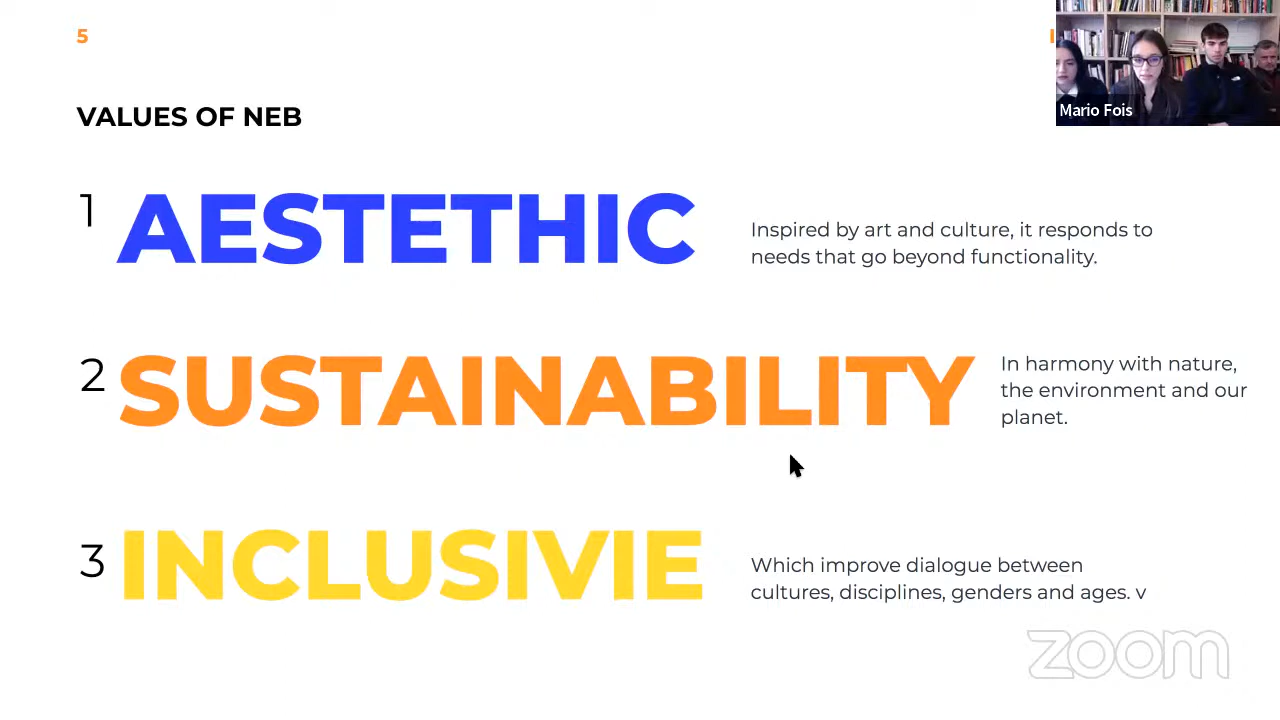 5
Mario Fois
VALUES OF NEB
1
AESTETHIC
Inspired by art and culture, it responds to
needs that go beyond functionality.
2
SUSTAINABILITY
In harmony with nature,
the environment and our
planet.
3
INCLUSIVIE
Which improve dialogue between
cultures, disciplines, genders and ages. v
zoom